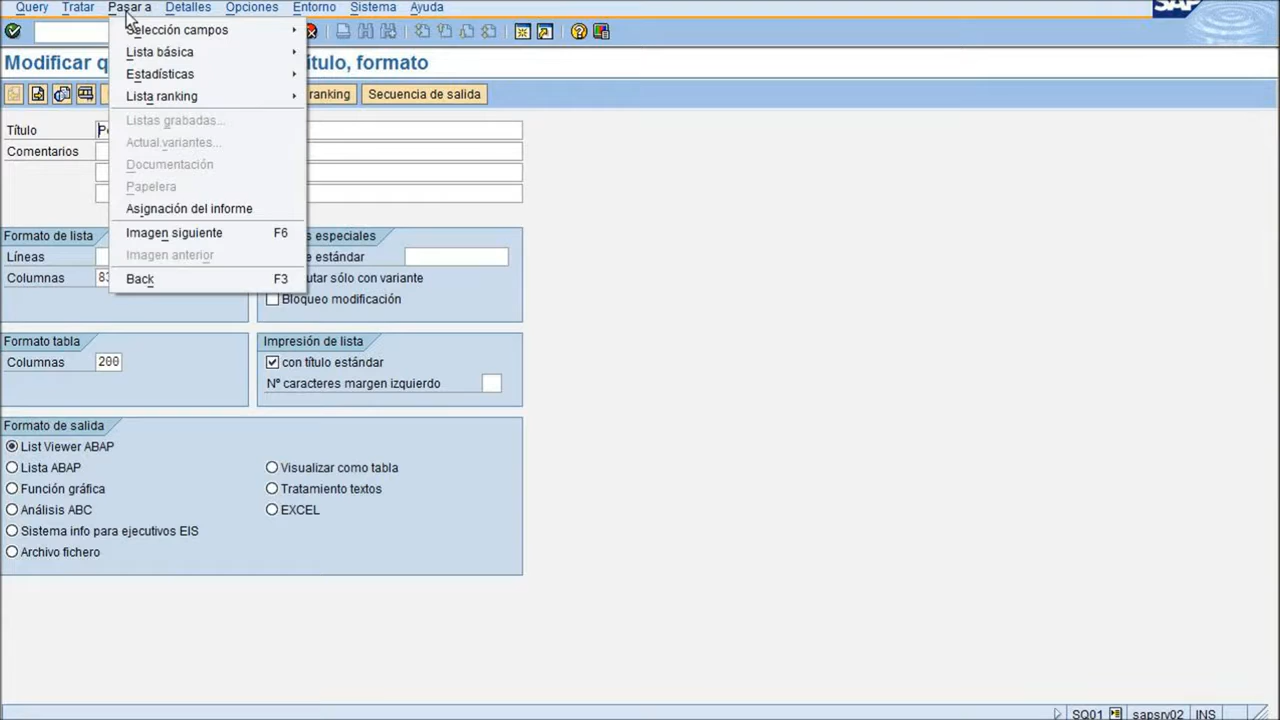 Query Tratar Pasar a Detalles Opciones Entorno Sistema Ayuda
SAP
Selección campos
Lista básica
Estadísticas
Lista ranking
Listas grabadas...
Actual variantes...
Documentación
Papelera
Asignación del informe
Imagen siguiente F6
Imagen anterior
Back F3
Modificar q ítulo, formato
ranking Secuencia de salida
Título
Comentarios
Formato de lista s especiales
Líneas e estándar
Columnas 83 utar sólo con variante
Bloqueo modificación
Formato tabla Impresión de lista
Columnas 200 con título estándar
Nº caracteres margen izquierdo
Formato de salida
List Viewer ABAP
Lista ABAP Visualizar como tabla
Función gráfica Tratamiento textos
Análisis ABC EXCEL
Sistema info para ejecutivos EIS
Archivo fichero
SQ01 sapsrv02 INS